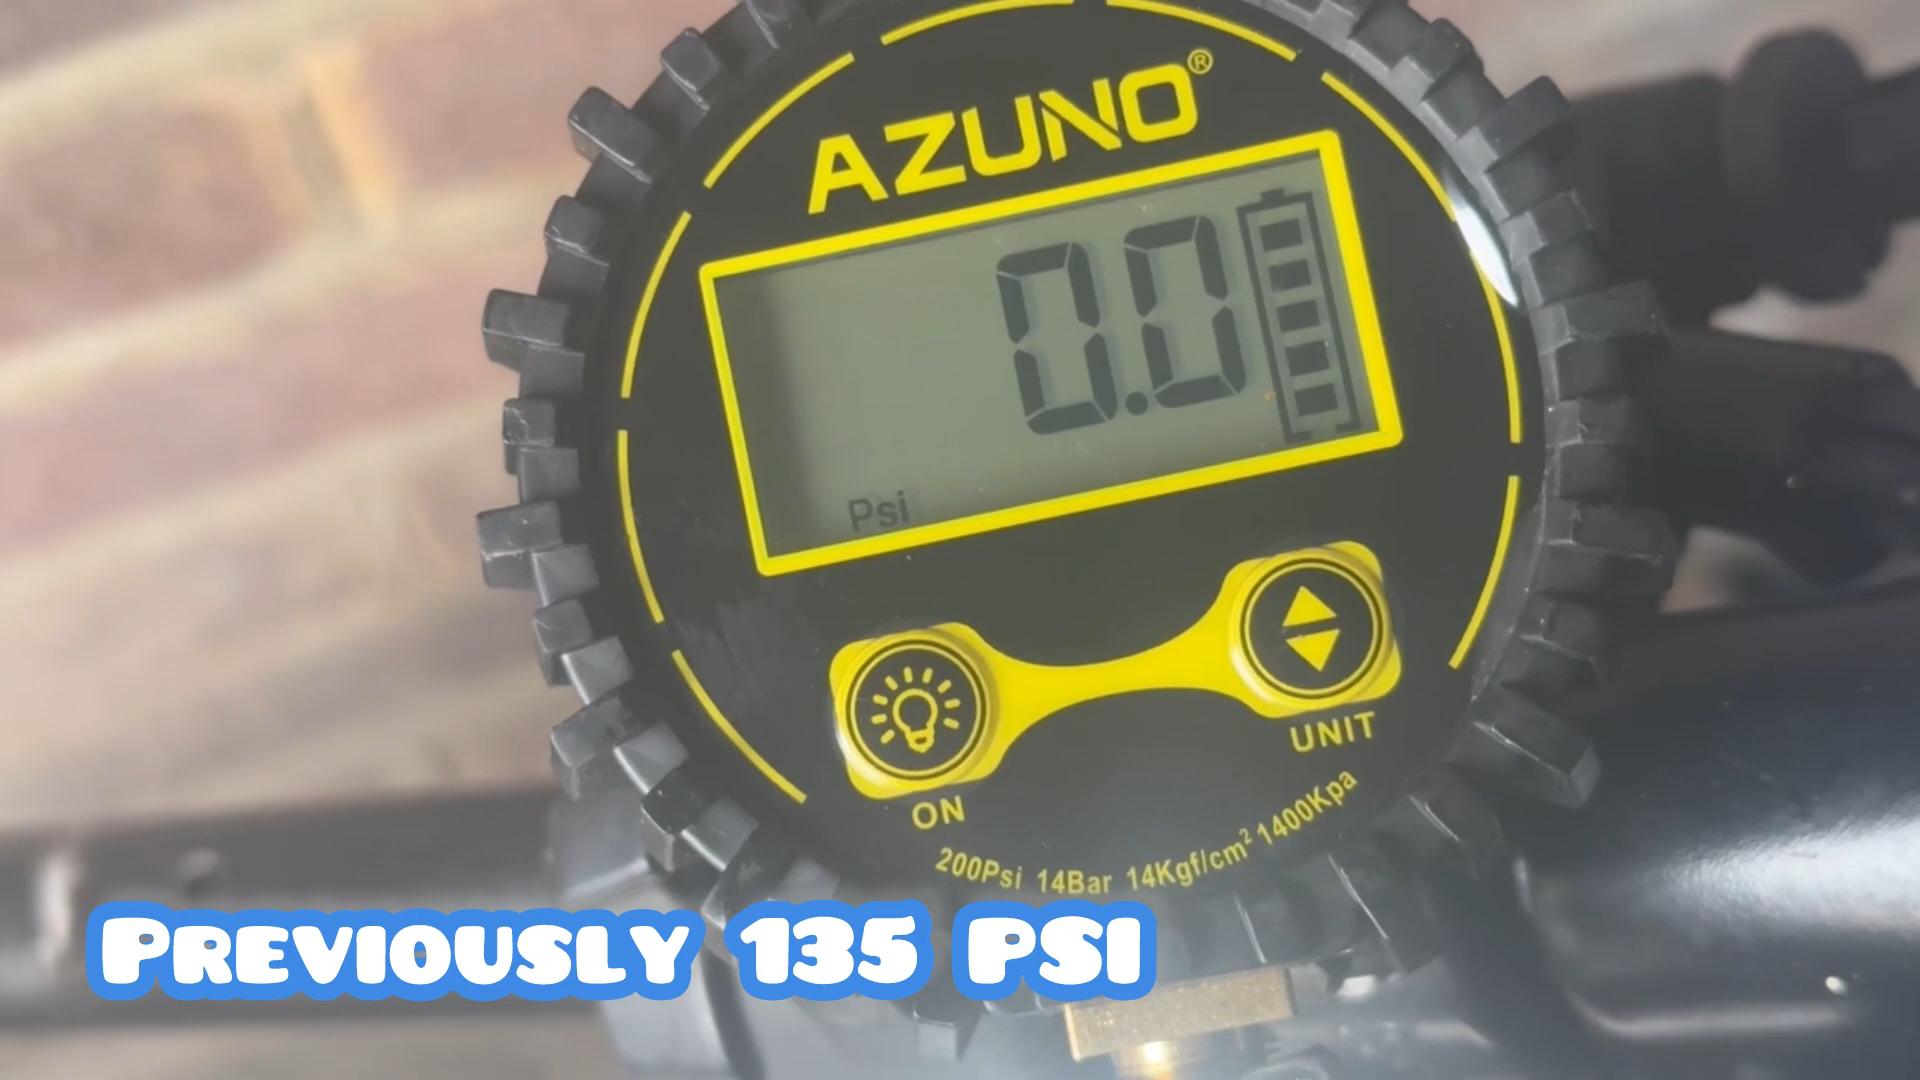 AZUNO®
0.0
Psi
ON
UNIT
200Psi 14Bar 14Kgf/cm² 1400Kpa
PREVIOUSLY 135 PSI